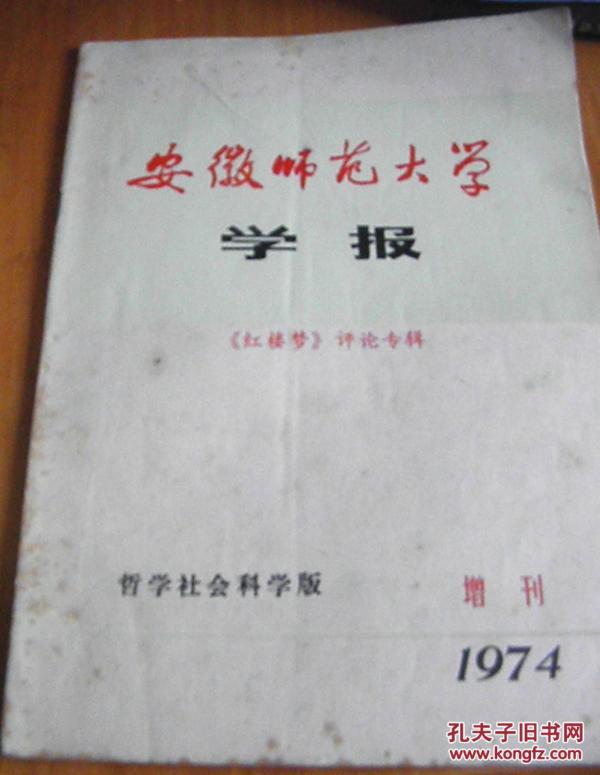 安徽师范大学
学报
《红楼梦》评论专辑
哲学社会科学版
增刊
1974
孔夫子旧书网
www.kongfz.com